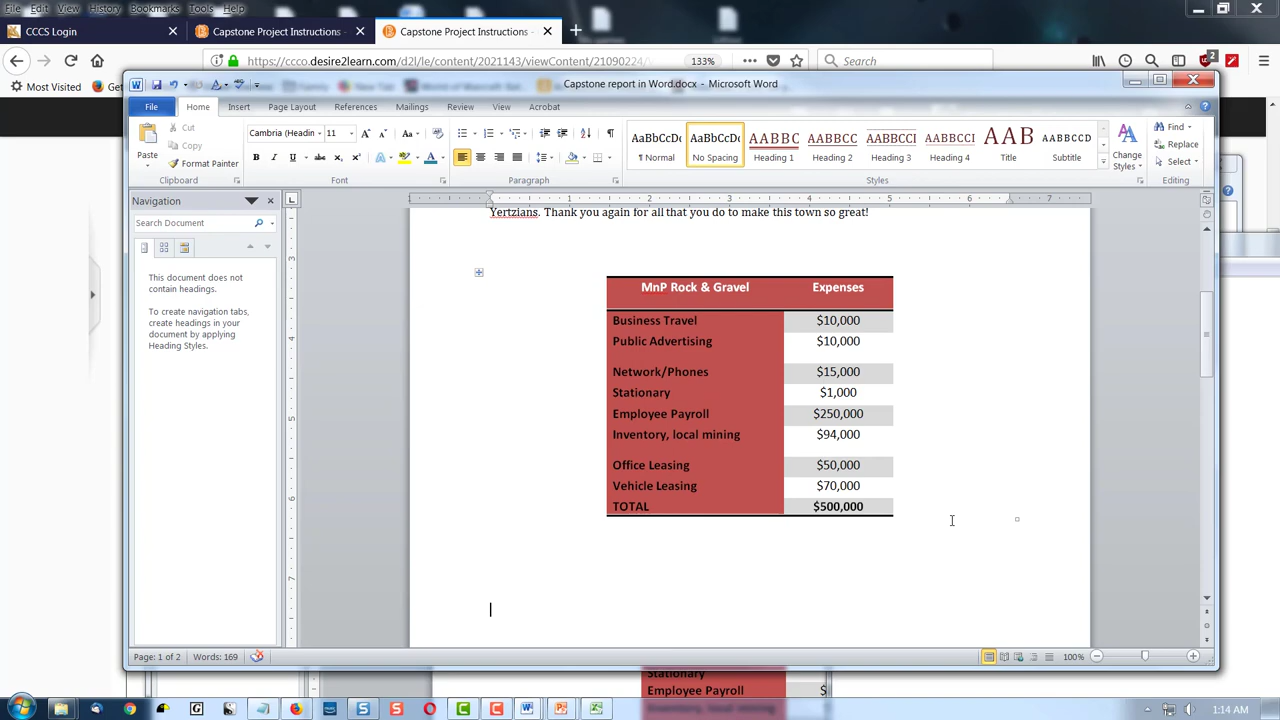 File Edit View History Bookmarks Tools Help
CCCS Login × Capstone Project Instructions - × Capstone Project Instructions - × +
https://ccco.desire2learn.com/d2l/le/content/2021143/viewContent/21090224/ 133% Search
Most Visited
Capstone report in Word.docx - Microsoft Word
File Home Insert Page Layout References Mailings Review View Acrobat
Paste Cut Copy Format Painter
Cambria (Headin 11
AaBbCcDc AaBbCcDc AABBC AABBCC AABBCCI AABBCCI AAB AABBCCD
¶ Normal No Spacing Heading 1 Heading 2 Heading 3 Heading 4 Title Subtitle
Change Styles
Find Replace Select
Clipboard Font Paragraph Styles Editing
Navigation
Search Document
This document does not
contain headings.
To create navigation tabs,
create headings in your
document by applying
Heading Styles.
Yertzians. Thank you again for all that you do to make this town so great!
MnP Rock & Gravel Expenses
Business Travel $10,000
Public Advertising $10,000
Network/Phones $15,000
Stationary $1,000
Employee Payroll $250,000
Inventory, local mining $94,000
Office Leasing $50,000
Vehicle Leasing $70,000
TOTAL $500,000
Page: 1 of 2 Words: 169 100%
Stationary
Employee Payroll $
1:14 AM